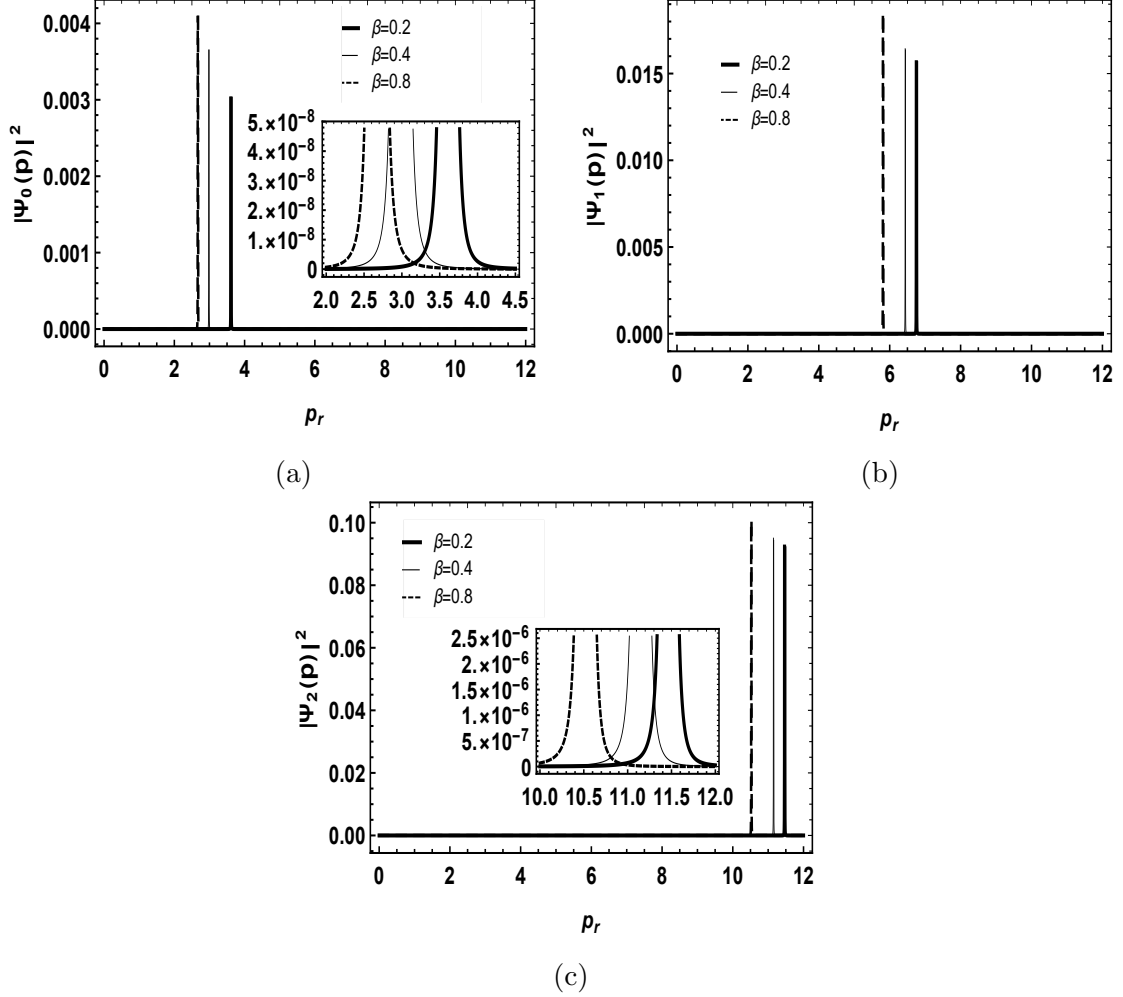 0.004
0.003
0.002
0.001
0.000
|Ψ₀(p)|²
β=0.2
β=0.4
β=0.8
5.×10⁻⁸
4.×10⁻⁸
3.×10⁻⁸
2.×10⁻⁸
1.×10⁻⁸
0
2.0 2.5 3.0 3.5 4.0 4.5
0 2 4 6 8 10 12
pᵣ
(a)
0.015
0.010
0.005
0.000
|Ψ₁(p)|²
β=0.2
β=0.4
β=0.8
0 2 4 6 8 10 12
pᵣ
(b)
0.10
0.08
0.06
0.04
0.02
0.00
|Ψ₂(p)|²
β=0.2
β=0.4
β=0.8
2.5×10⁻⁶
2.×10⁻⁶
1.5×10⁻⁶
1.×10⁻⁶
5.×10⁻⁷
0
10.0 10.5 11.0 11.5 12.0
0 2 4 6 8 10 12
pᵣ
(c)